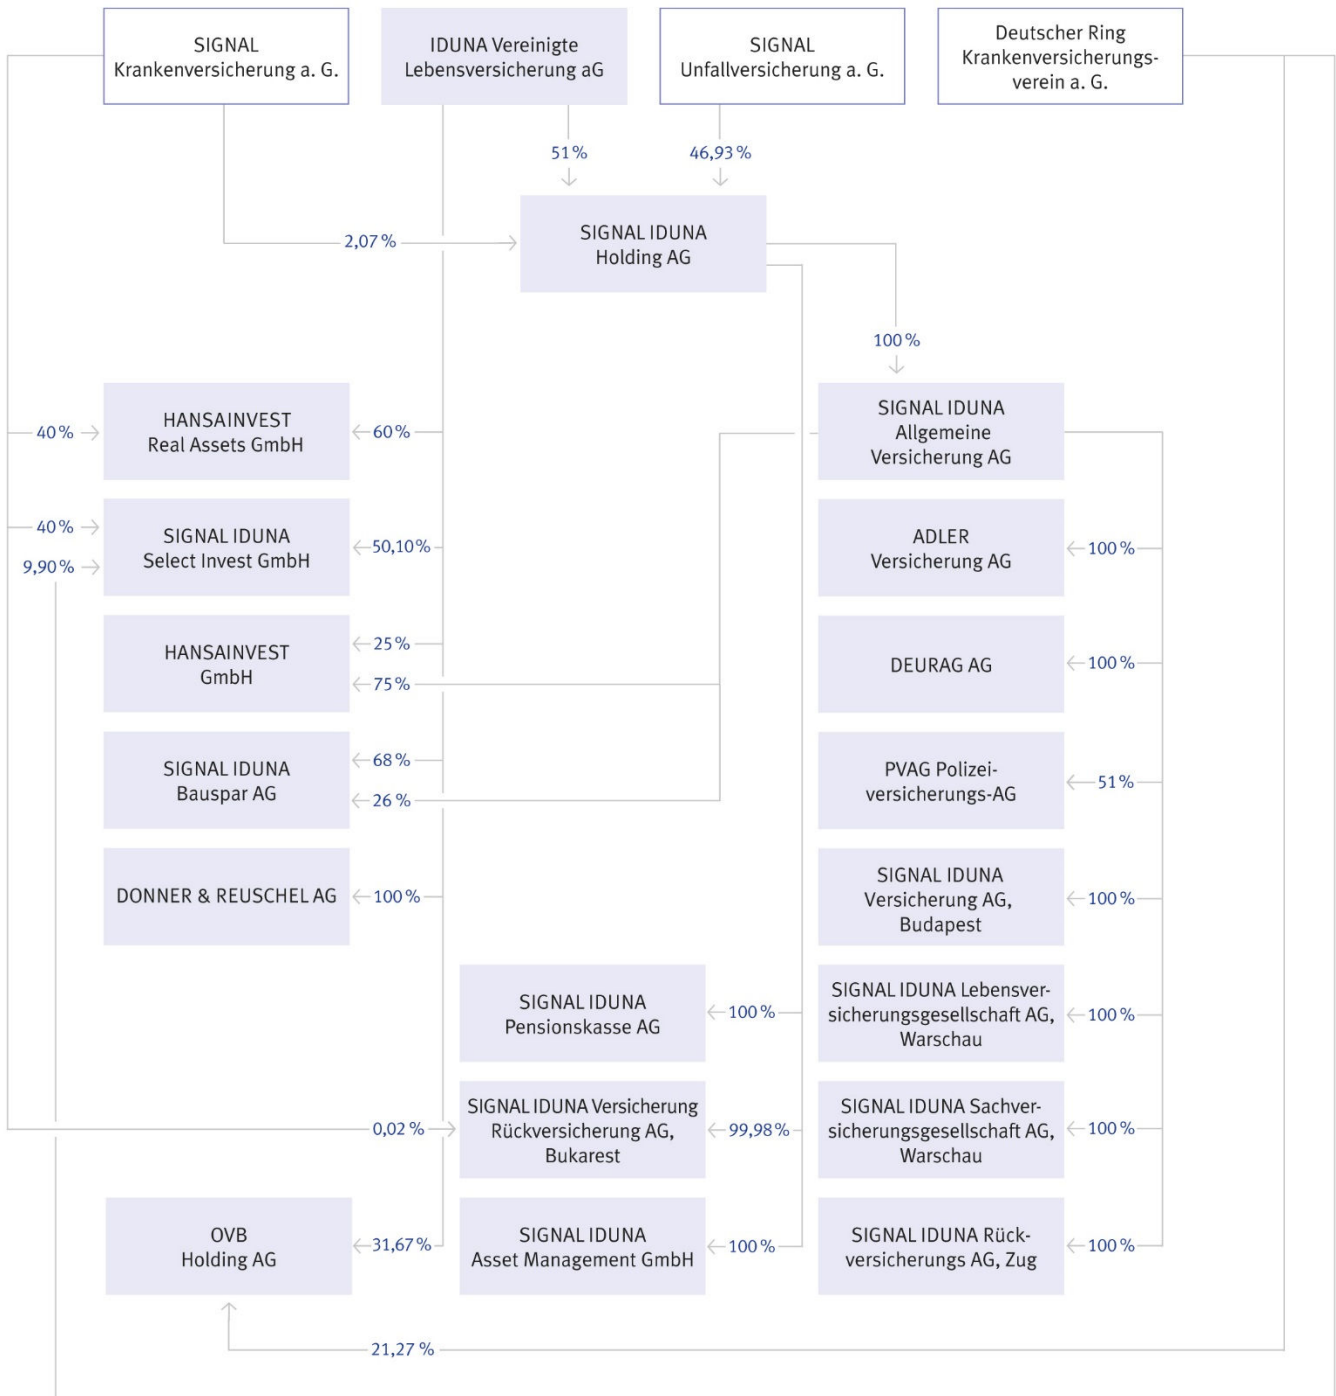 SIGNAL
Krankenversicherung a. G.
IDUNA Vereinigte
Lebensversicherung aG
SIGNAL
Unfallversicherung a. G.
Deutscher Ring
Krankenversicherungs-
verein a. G.
51 %
46,93 %
SIGNAL IDUNA
Holding AG
2,07 %
100 %
HANSAINVEST
Real Assets GmbH
40 %
60 %
SIGNAL IDUNA
Allgemeine
Versicherung AG
SIGNAL IDUNA
Select Invest GmbH
40 %
9,90 %
50,10 %
ADLER
Versicherung AG
100 %
HANSAINVEST
GmbH
25 %
75 %
DEURAG AG
100 %
SIGNAL IDUNA
Bauspar AG
68 %
26 %
PVAG Polizei-
versicherungs-AG
51 %
DONNER & REUSCHEL AG
100 %
SIGNAL IDUNA
Versicherung AG,
Budapest
100 %
SIGNAL IDUNA
Pensionskasse AG
100 %
SIGNAL IDUNA Lebensver-
sicherungsgesellschaft AG,
Warschau
100 %
0,02 %
SIGNAL IDUNA Versicherung
Rückversicherung AG,
Bukarest
99,98 %
SIGNAL IDUNA Sachver-
sicherungsgesellschaft AG,
Warschau
100 %
OVB
Holding AG
31,67 %
SIGNAL IDUNA
Asset Management GmbH
100 %
SIGNAL IDUNA Rück-
versicherungs AG, Zug
100 %
21,27 %